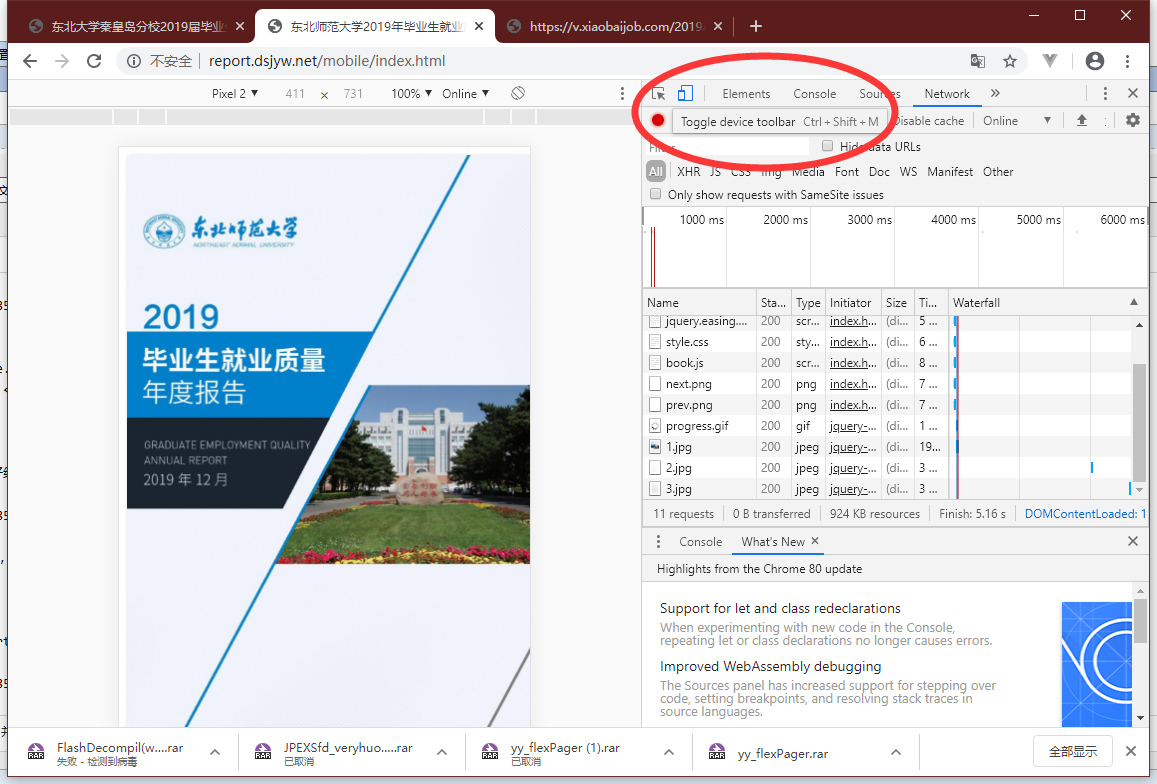 东北大学秦皇岛分校2019届毕业
东北师范大学2019年毕业生就业
https://v.xiaobaijob.com/2019
不安全 report.dsjyw.net/mobile/index.html
Pixel 2 411 × 731 100% Online
Elements Console Sources Network
Toggle device toolbar Ctrl + Shift + M
Disable cache Online
Filter
Hide data URLs
All XHR JS CSS Img Media Font Doc WS Manifest Other
Only show requests with SameSite issues
1000 ms 2000 ms 3000 ms 4000 ms 5000 ms 6000 ms
Name Sta... Type Initiator Size Ti... Waterfall
jquery.easing.... 200 scr... index.h... (di... 5 ...
style.css 200 sty... index.h... (di... 6 ...
book.js 200 scr... index.h... (di... 8 ...
next.png 200 png index.h... (di... 7 ...
prev.png 200 png index.h... (di... 7 ...
progress.gif 200 gif jquery-... (di... 1 ...
1.jpg 200 jpeg jquery-... (di... 19...
2.jpg 200 jpeg jquery-... (di... 3 ...
3.jpg 200 jpeg jquery-... (di... 3 ...
11 requests 0 B transferred 924 KB resources Finish: 5.16 s DOMContentLoaded: 1
Console What's New
Highlights from the Chrome 80 update
Support for let and class redeclarations
When experimenting with new code in the Console,
repeating let or class declarations no longer causes errors.
Improved WebAssembly debugging
The Sources panel has increased support for stepping over
code, setting breakpoints, and resolving stack traces in
source languages.
东北师范大学
NORTHEAST NORMAL UNIVERSITY
2019
毕业生就业质量
年度报告
GRADUATE EMPLOYMENT QUALITY
ANNUAL REPORT
2019 年 12 月
FlashDecompil(w....rar
失败 - 检测到病毒
JPEXSfd_veryhuo.....rar
已取消
yy_flexPager (1).rar
已取消
yy_flexPager.rar
全部显示